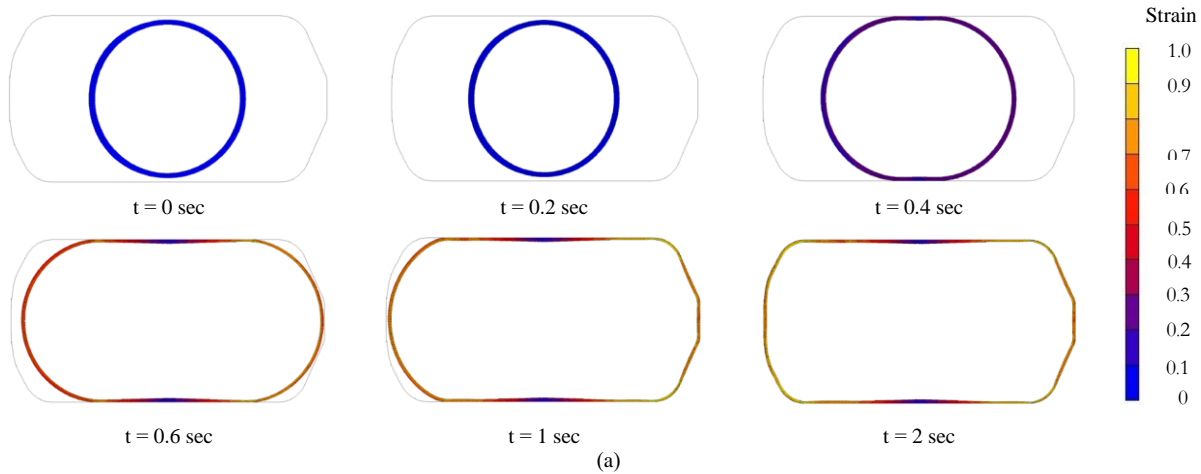 Strain
1.0
0.9
0.7
0.6
0.5
0.4
0.3
0.2
0.1
0
t = 0 sec
t = 0.2 sec
t = 0.4 sec
t = 0.6 sec
t = 1 sec
t = 2 sec
(a)